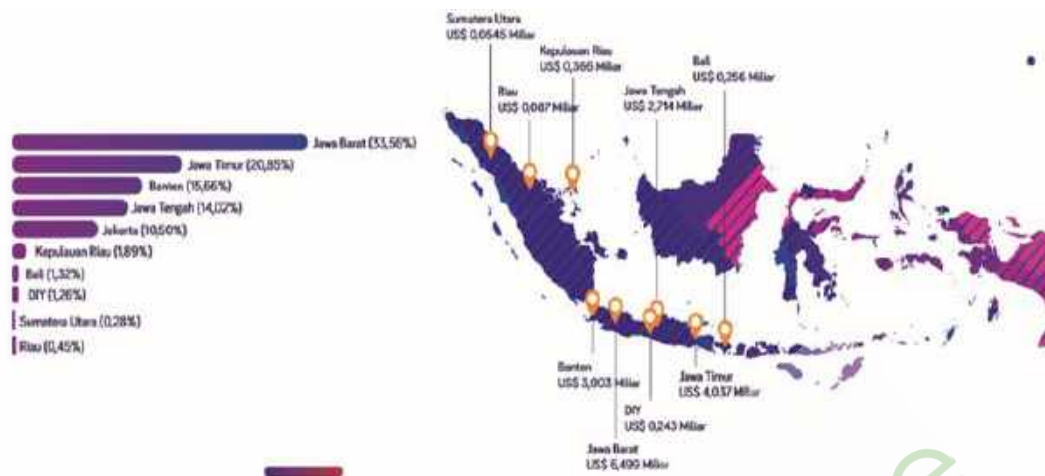 Jawa Barat (33,56%)
Jawa Timur (20,85%)
Banten (15,66%)
Jawa Tengah (14,02%)
Jakarta (10,50%)
Kepulauan Riau (1,89%)
Bali (1,32%)
DIY (1,26%)
Sumatera Utara (0,28%)
Riau (0,45%)
Sumatera Utara
US$ 0,0545 Miliar
Kepulauan Riau
US$ 0,366 Miliar
Riau
US$ 0,087 Miliar
Jawa Tengah
US$ 2,714 Miliar
Bali
US$ 0,256 Miliar
Banten
US$ 3,003 Miliar
DIY
US$ 0,243 Miliar
Jawa Timur
US$ 4,037 Miliar
Jawa Barat
US$ 6,499 Miliar
e